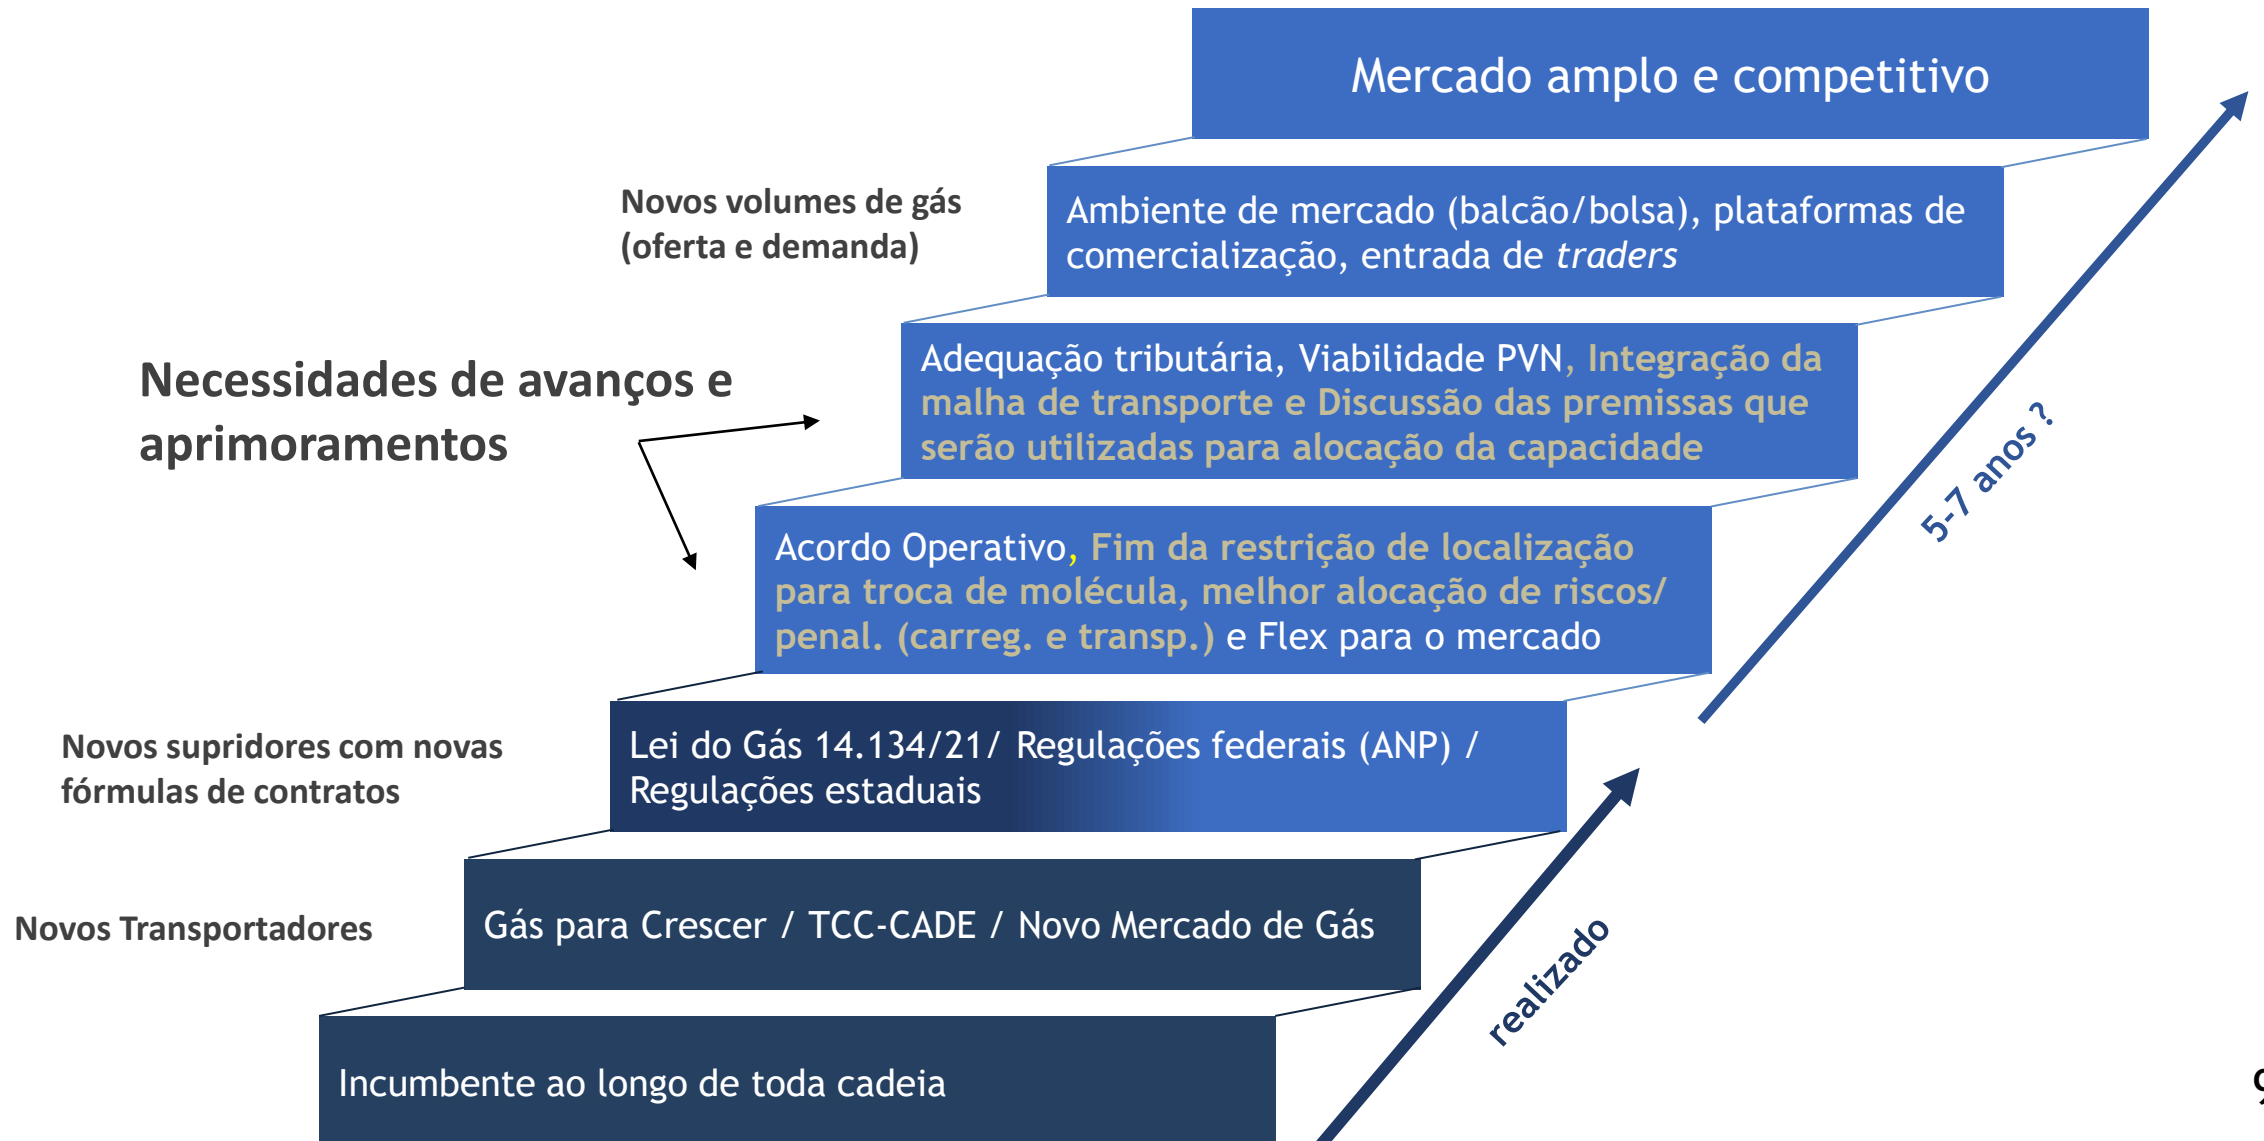 Mercado amplo e competitivo
Novos volumes de gás
(oferta e demanda)
Ambiente de mercado (balcão/bolsa), plataformas de
comercialização, entrada de traders
Necessidades de avanços e
aprimoramentos
Adequação tributária, Viabilidade PVN, Integração da
malha de transporte e Discussão das premissas que
serão utilizadas para alocação da capacidade
5-7 anos ?
Acordo Operativo, Fim da restrição de localização
para troca de molécula, melhor alocação de riscos/
penal. (carreg. e transp.) e Flex para o mercado
Novos supridores com novas
fórmulas de contratos
Lei do Gás 14.134/21/ Regulações federais (ANP) /
Regulações estaduais
Novos Transportadores
Gás para Crescer / TCC-CADE / Novo Mercado de Gás
realizado
Incumbente ao longo de toda cadeia